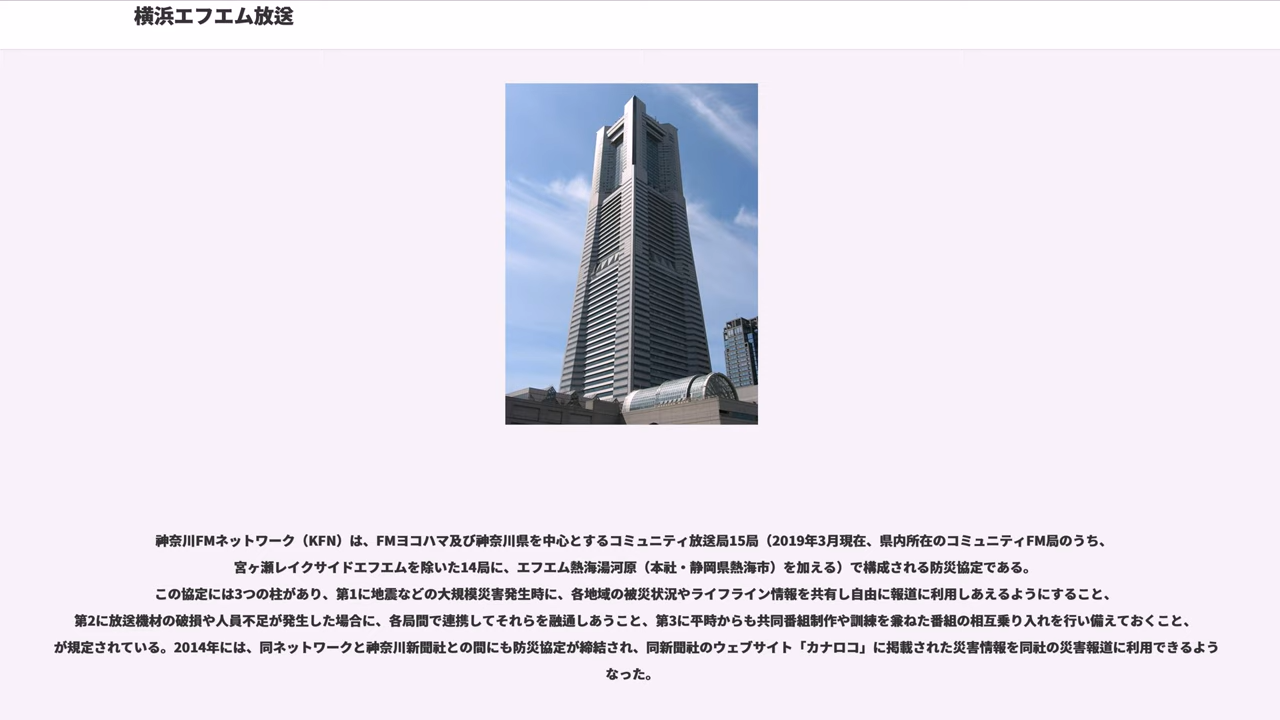 横浜エフエム放送
神奈川FMネットワーク（KFN）は、FMヨコハマ及び神奈川県を中心とするコミュニティ放送局15局（2019年3月現在、県内所在のコミュニティFM局のうち、
宮ヶ瀬レイクサイドエフエムを除いた14局に、エフエム熱海湯河原（本社・静岡県熱海市）を加える）で構成される防災協定である。
この協定には3つの柱があり、第1に地震などの大規模災害発生時に、各地域の被災状況やライフライン情報を共有し自由に報道に利用しあえるようにすること、
第2に放送機材の破損や人員不足が発生した場合に、各局間で連携してそれらを融通しあうこと、第3に平時からも共同番組制作や訓練を兼ねた番組の相互乗り入れを行い備えておくこと、
が規定されている。2014年には、同ネットワークと神奈川新聞社との間にも防災協定が締結され、同新聞社のウェブサイト「カナロコ」に掲載された災害情報を同社の災害報道に利用できるよう
なった。